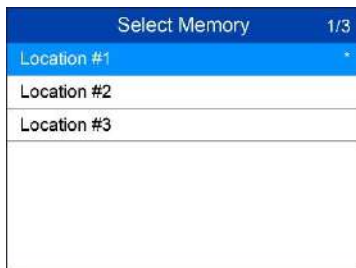 Select Memory 1/3
Location #1 *
Location #2
Location #3